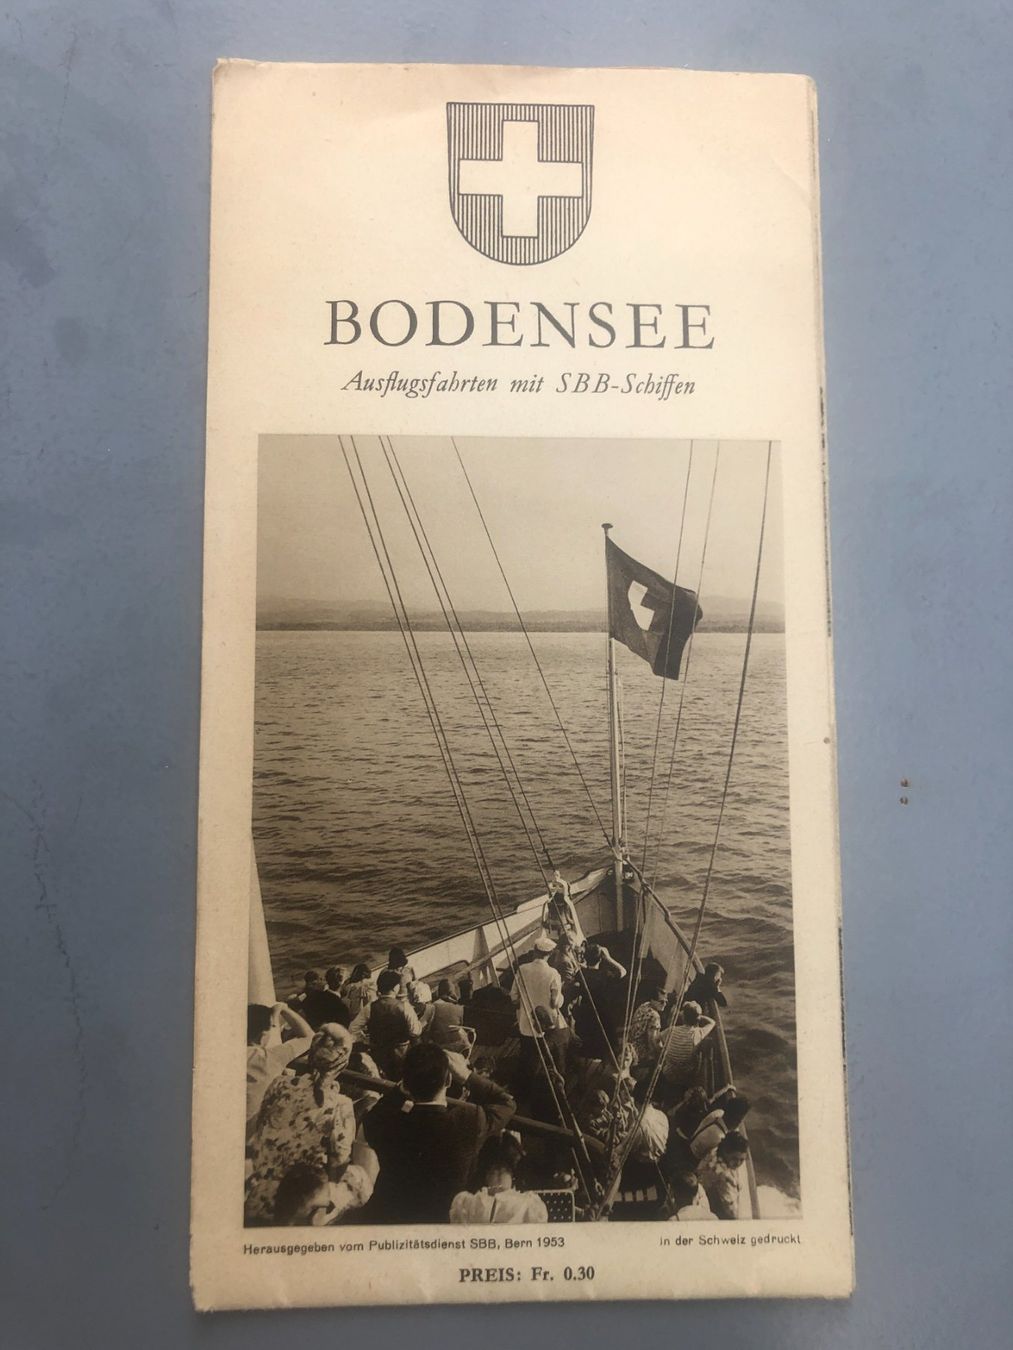 BODENSEE
Ausflugsfahrten mit SBB-Schiffen
Herausgegeben vom Publizitätsdienst SBB, Bern 1953
In der Schweiz gedruckt
PREIS: Fr. 0.30